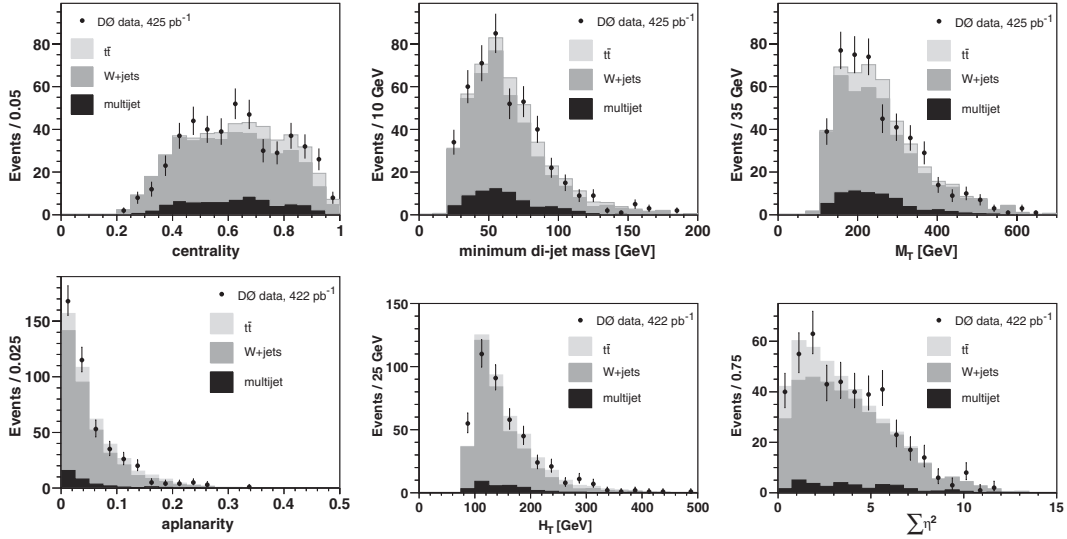 DØ data, 425 pb-1
tt̄
W+jets
multijet
Events / 0.05
0 20 40 60 80
0 0.2 0.4 0.6 0.8 1
centrality
DØ data, 425 pb-1
tt̄
W+jets
multijet
Events / 10 GeV
0 20 40 60 80
0 50 100 150 200
minimum di-jet mass [GeV]
DØ data, 425 pb-1
tt̄
W+jets
multijet
Events / 35 GeV
0 20 40 60 80
0 200 400 600
MT [GeV]
DØ data, 422 pb-1
tt̄
W+jets
multijet
Events / 0.025
0 50 100 150
0 0.1 0.2 0.3 0.4 0.5
aplanarity
DØ data, 422 pb-1
tt̄
W+jets
multijet
Events / 25 GeV
0 50 100 150
0 100 200 300 400 500
HT [GeV]
DØ data, 422 pb-1
tt̄
W+jets
multijet
Events / 0.75
0 20 40 60
0 5 10 15
∑η2